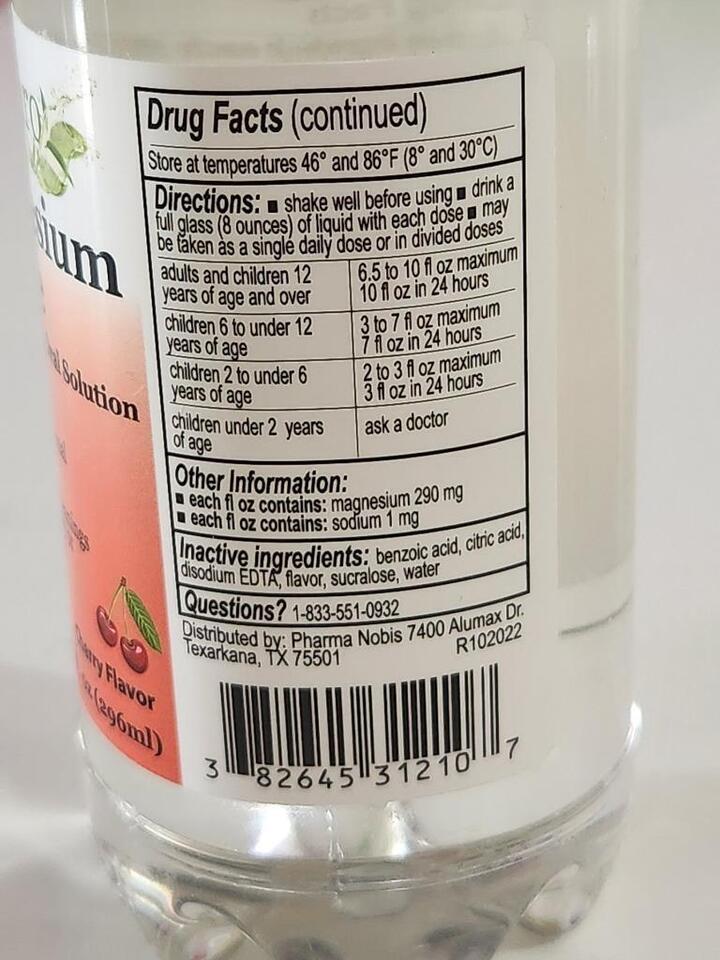 Drug Facts (continued)
Store at temperatures 46° and 86°F (8° and 30°C)
Directions: ■ shake well before using ■ drink a
full glass (8 ounces) of liquid with each dose ■ may
be taken as a single daily dose or in divided doses
adults and children 12
years of age and over
6.5 to 10 fl oz maximum
10 fl oz in 24 hours
children 6 to under 12
years of age
3 to 7 fl oz maximum
7 fl oz in 24 hours
children 2 to under 6
years of age
2 to 3 fl oz maximum
3 fl oz in 24 hours
children under 2 years
of age
ask a doctor
Other Information:
■ each fl oz contains: magnesium 290 mg
■ each fl oz contains: sodium 1 mg
Inactive ingredients: benzoic acid, citric acid,
disodium EDTA, flavor, sucralose, water
Questions? 1-833-551-0932
Distributed by: Pharma Nobis 7400 Alumax Dr.
Texarkana, TX 75501
R102022
3 82645 31210 7
Solution
Flavor
(296ml)